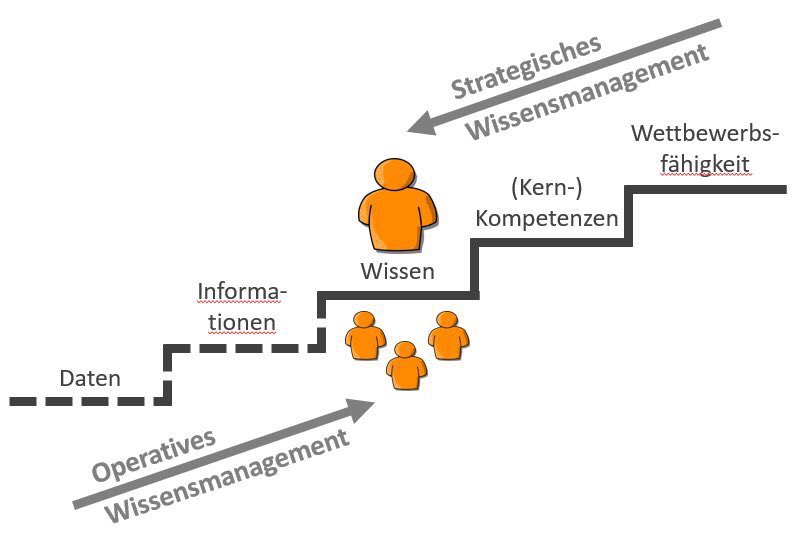 Strategisches
Wissensmanagement
Wettbewerbs-
fähigkeit
(Kern-)
Kompetenzen
Wissen
Informa-
tionen
Daten
Operatives
Wissensmanagement